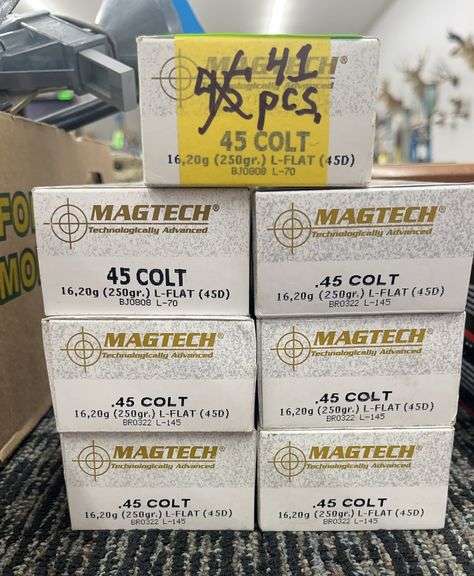 MAGTECH®
Technologically Advanced
41
pcs
45 COLT
16,20g (250gr.) L-FLAT (45D)
BJ0808 L-70
MAGTECH®
Technologically Advanced
45 COLT
16,20g (250gr.) L-FLAT (45D)
BJ0808 L-70
MAGTECH®
Technologically Advanced
.45 COLT
16,20g (250gr.) L-FLAT (45D)
BR0322 L-145
MAGTECH®
Technologically Advanced
.45 COLT
16,20g (250gr.) L-FLAT (45D)
BR0322 L-145
MAGTECH®
Technologically Advanced
.45 COLT
16,20g (250gr.) L-FLAT (45D)
BR0322 L-145
MAGTECH®
Technologically Advanced
.45 COLT
16,20g (250gr.) L-FLAT (45D)
BR0322 L-145
MAGTECH®
Technologically Advanced
.45 COLT
16,20g (250gr.) L-FLAT (45D)
BR0322 L-145
FO
MO